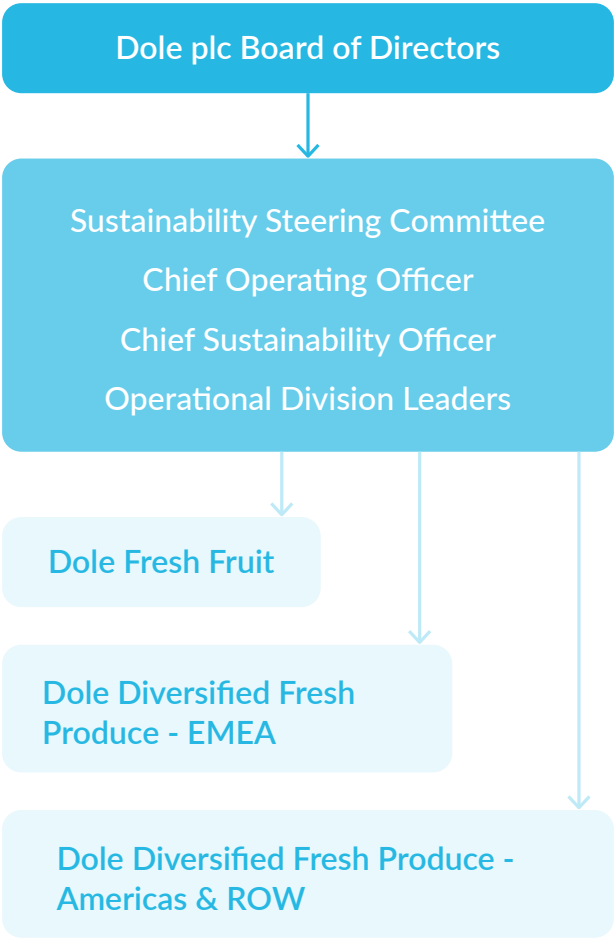 Dole plc Board of Directors
Sustainability Steering Committee
Chief Operating Officer
Chief Sustainability Officer
Operational Division Leaders
Dole Fresh Fruit
Dole Diversified Fresh
Produce - EMEA
Dole Diversified Fresh Produce -
Americas & ROW